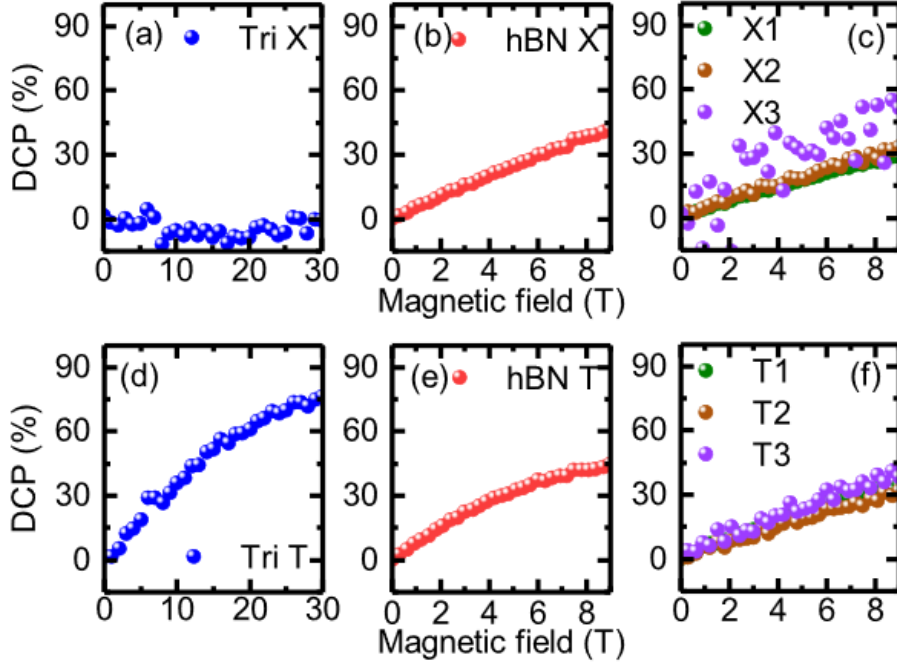 (a) Tri X
(b) hBN X
(c) X1
X2
X3
DCP (%)
90
60
30
0
0 10 20 30
90
60
30
0
0 2 4 6 8
90
60
30
0
0 2 4 6 8
Magnetic field (T)
(d)
Tri T
(e) hBN T
(f) T1
T2
T3
DCP (%)
90
60
30
0
0 10 20 30
90
60
30
0
0 2 4 6 8
90
60
30
0
0 2 4 6 8
Magnetic field (T)